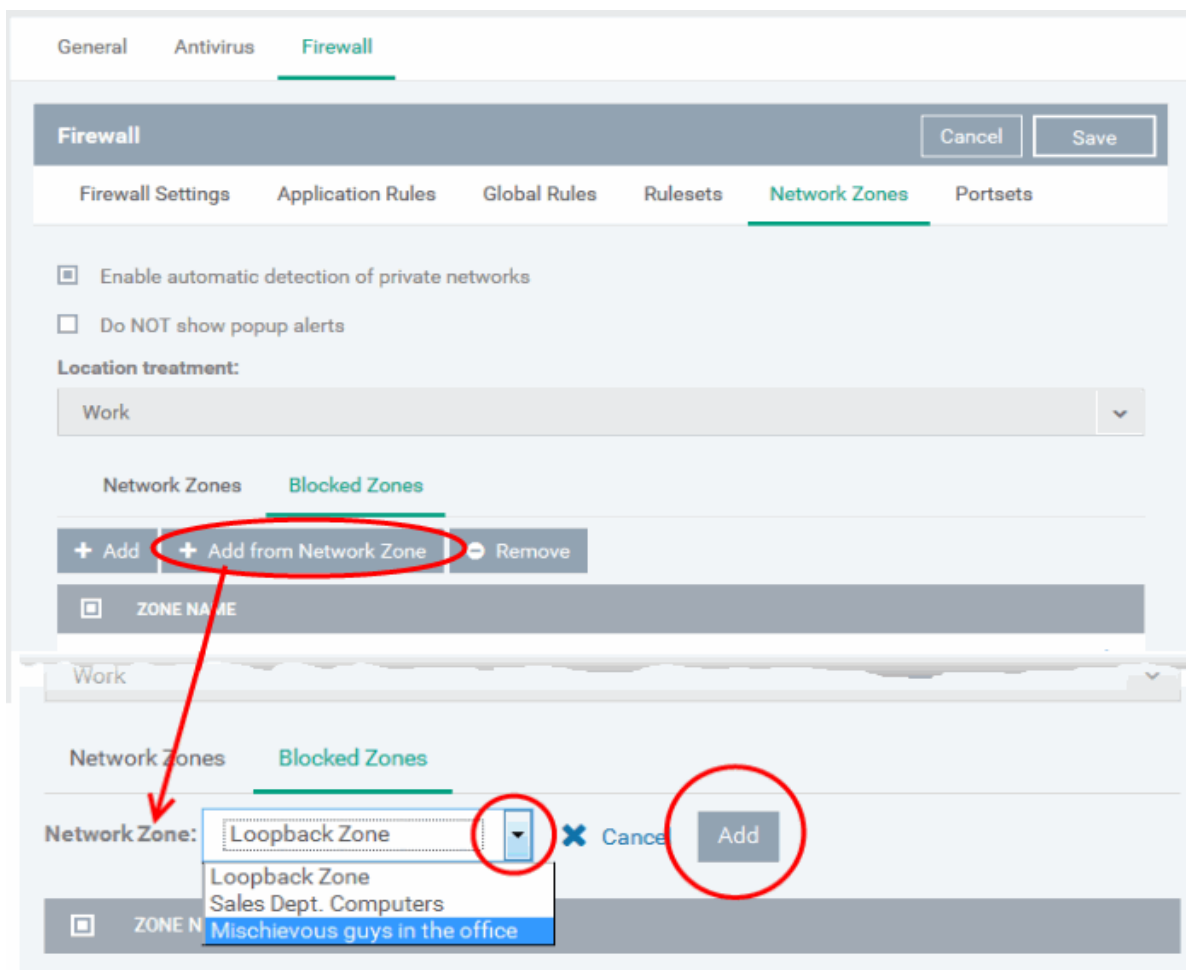 General Antivirus Firewall
Firewall Cancel Save
Firewall Settings Application Rules Global Rules Rulesets Network Zones Portsets
Enable automatic detection of private networks
Do NOT show popup alerts
Location treatment:
Work
Network Zones Blocked Zones
+ Add + Add from Network Zone Remove
ZONE NAME
Work
Network Zones Blocked Zones
Network Zone: Loopback Zone Cancel Add
Loopback Zone
Sales Dept. Computers
ZONE N Mischievous guys in the office